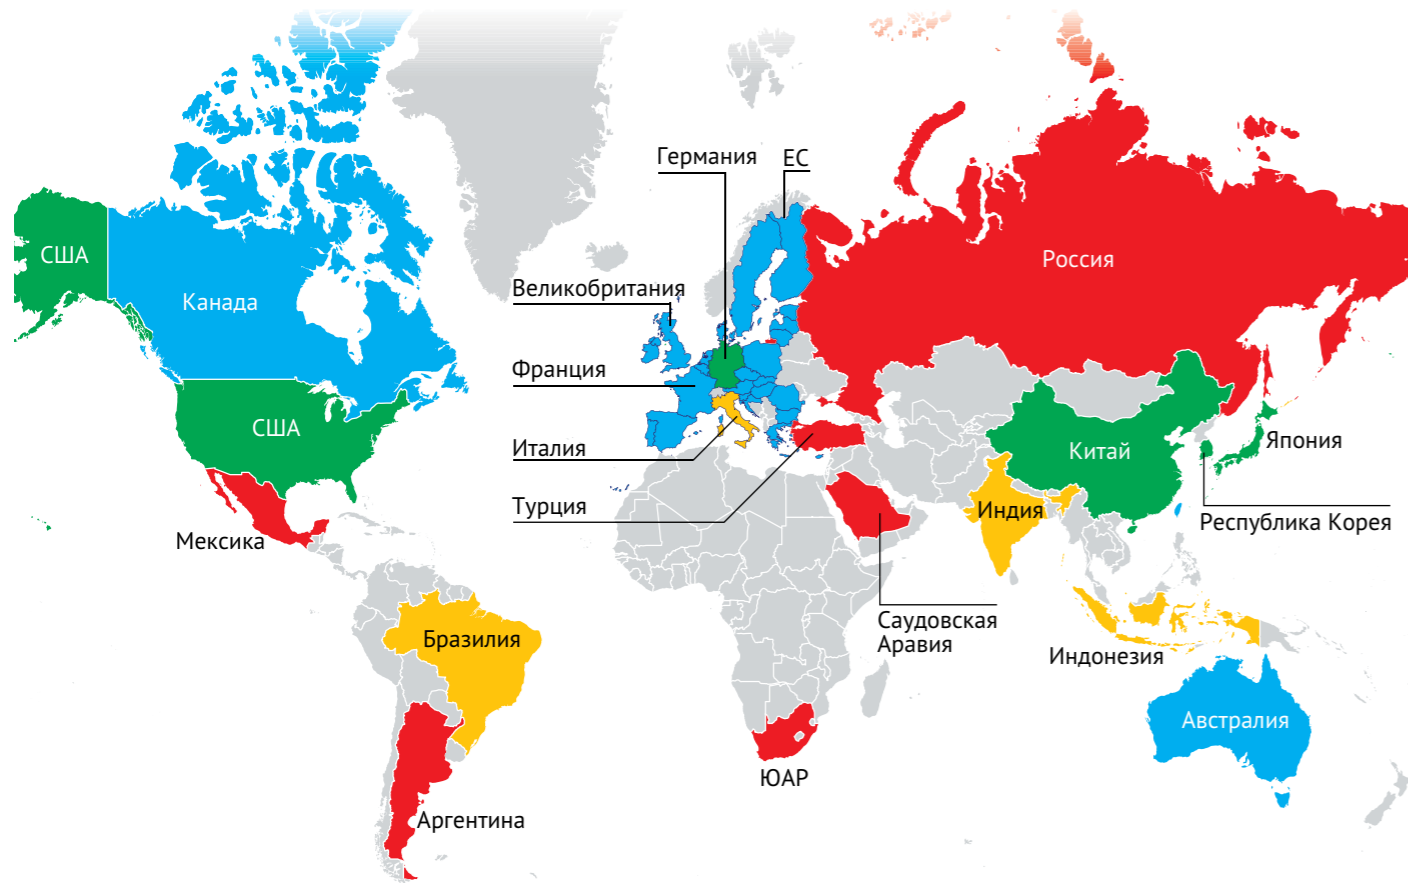 Германия
ЕС
США
Россия
Канада
Великобритания
Франция
США
Италия
Китай
Япония
Турция
Индия
Республика Корея
Мексика
Саудовская
Аравия
Бразилия
Индонезия
Австралия
ЮАР
Аргентина